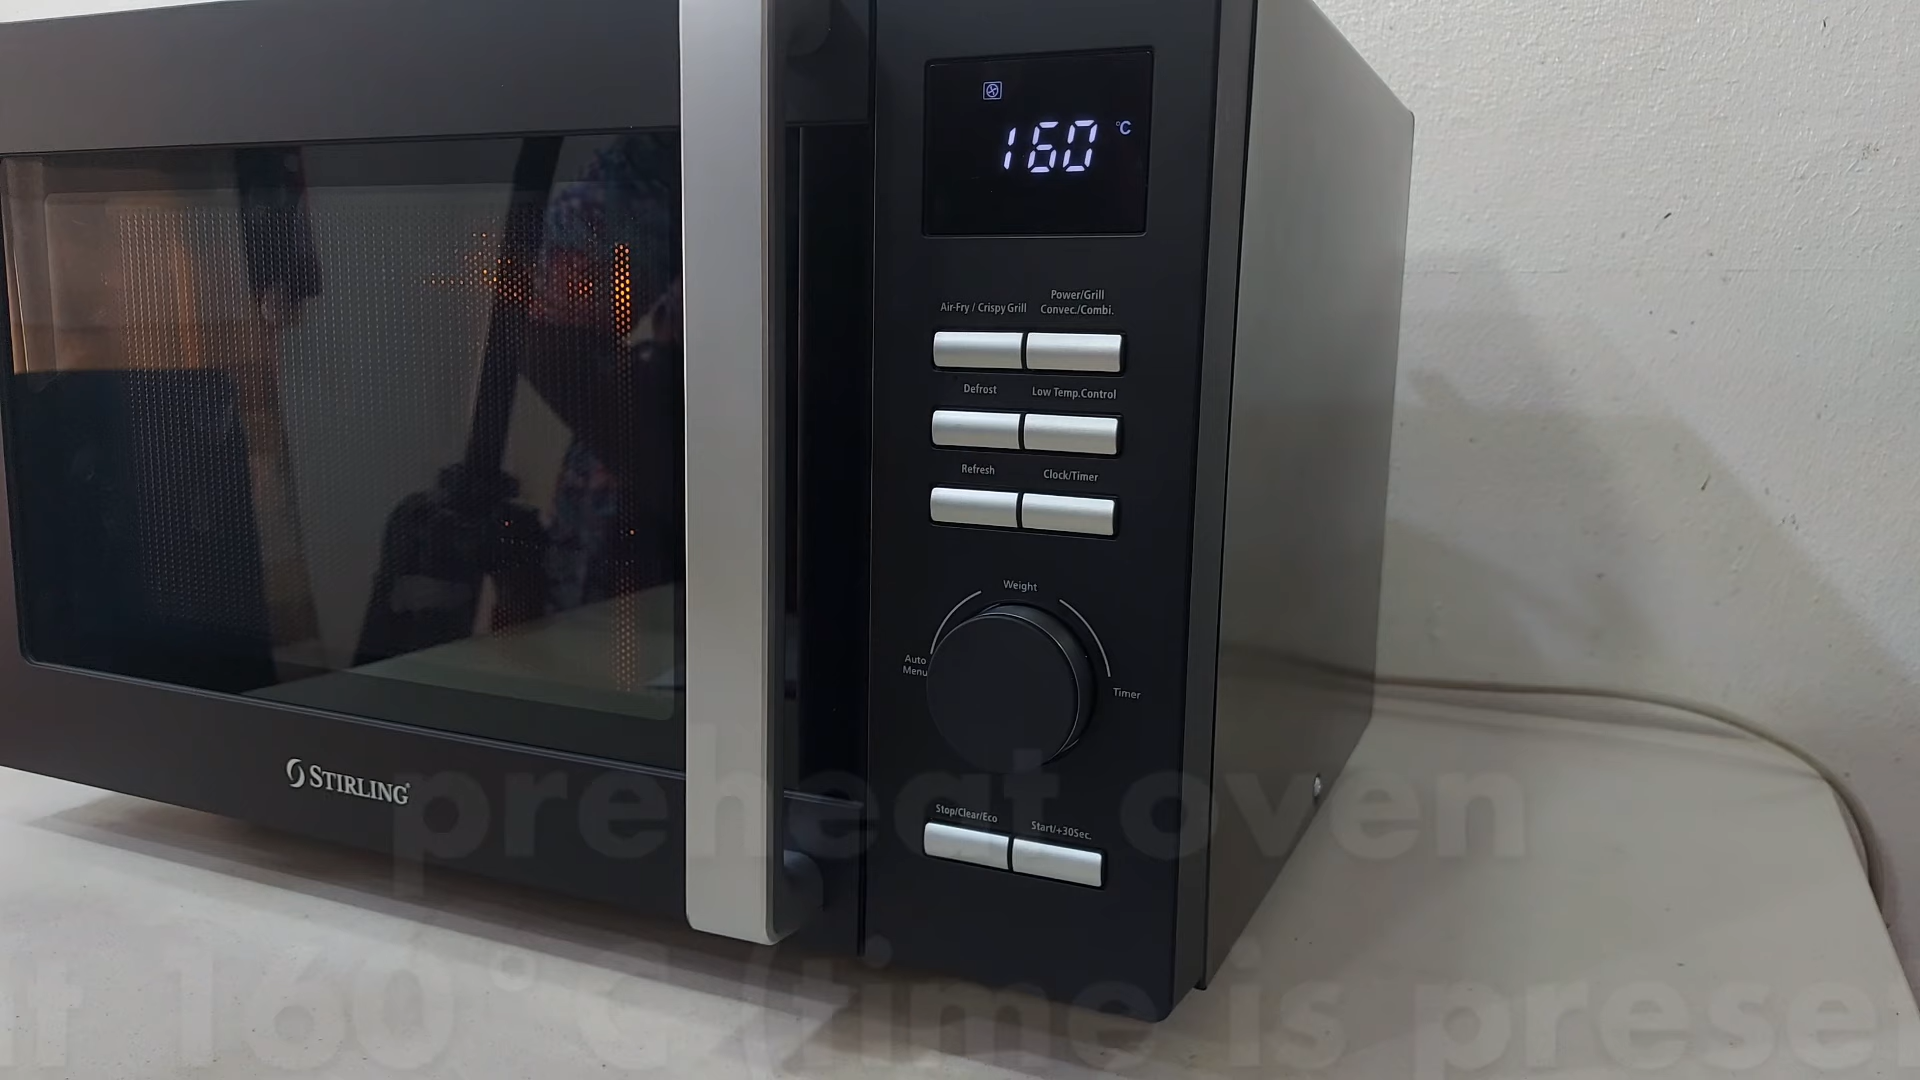 160 °C
Air-Fry / Crispy Grill
Power/Grill
Convec./Combi.
Defrost
Low Temp.Control
Refresh
Clock/Timer
Weight
Auto
Menu
Timer
STIRLING
preheat oven
Stop/Clear/Eco
Start/+30Sec.
160°C (time is